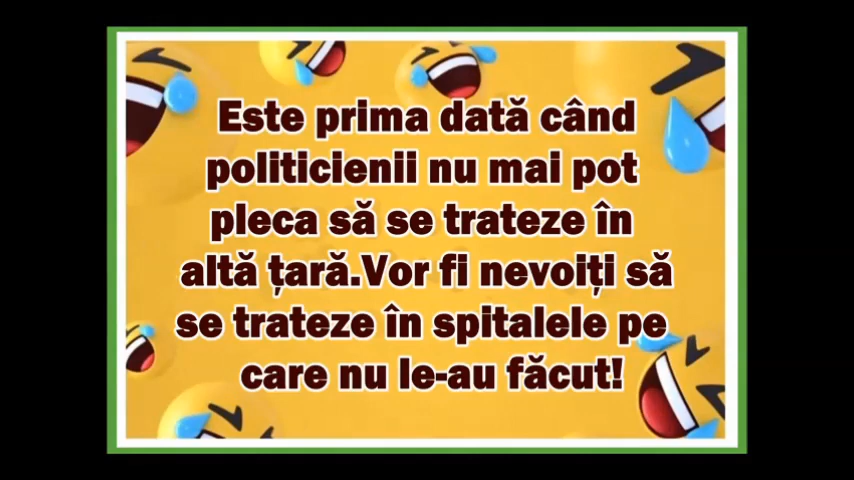 Este prima dată când
politicienii nu mai pot
pleca să se trateze în
altă țară.Vor fi nevoiți să
se trateze în spitalele pe
care nu le-au făcut!